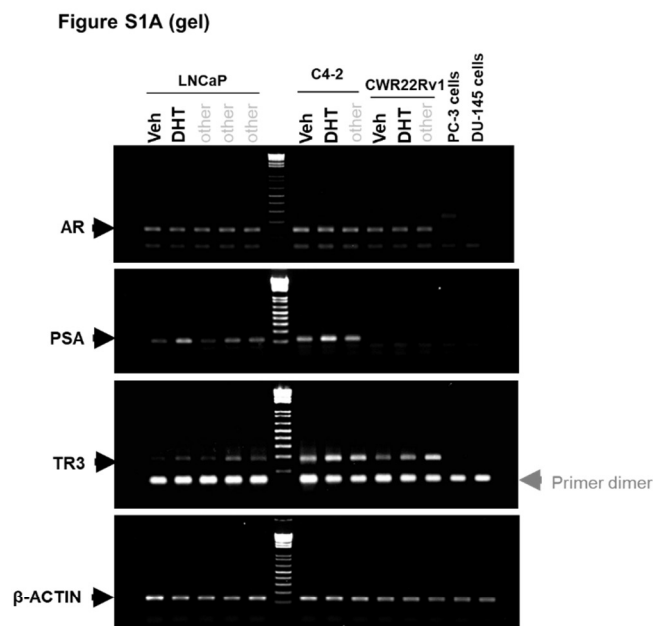 Figure S1A (gel)
LNCaP
C4-2
CWR22Rv1
PC-3 cells
DU-145 cells
Veh
DHT
other
other
other
Veh
DHT
other
Veh
DHT
other
AR
PSA
TR3
Primer dimer
β-ACTIN